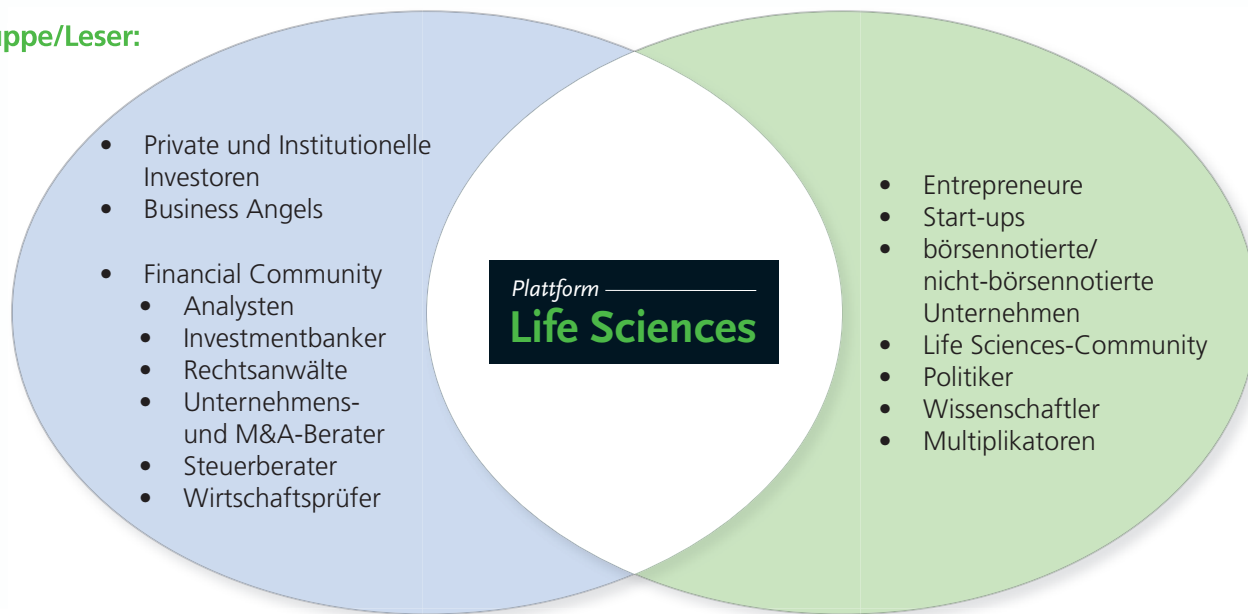 uppe/Leser:
• Private und Institutionelle
Investoren
• Business Angels
• Financial Community
• Analysten
• Investmentbanker
• Rechtsanwälte
• Unternehmens-
und M&A-Berater
• Steuerberater
• Wirtschaftsprüfer
Plattform
Life Sciences
• Entrepreneure
• Start-ups
• börsennotierte/
nicht-börsennotierte
Unternehmen
• Life Sciences-Community
• Politiker
• Wissenschaftler
• Multiplikatoren